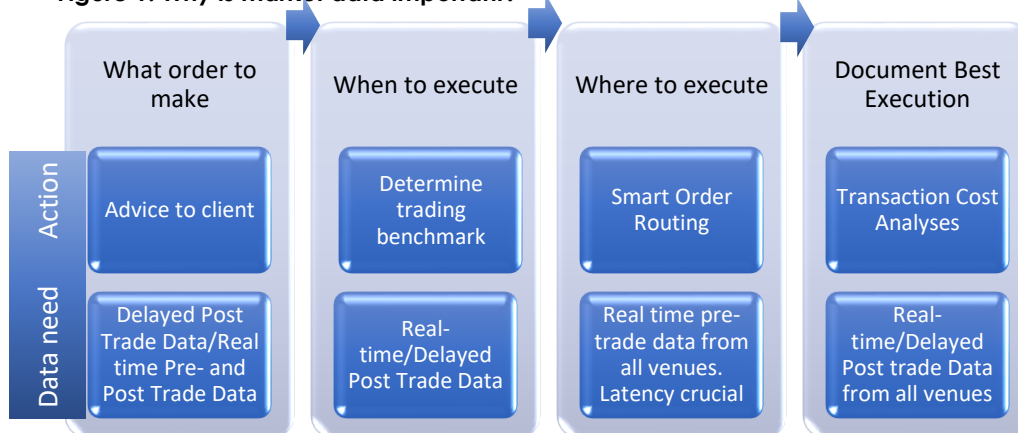 What order to
make
When to execute
Where to execute
Document Best
Execution
Action
Advice to client
Determine
trading
benchmark
Smart Order
Routing
Transaction Cost
Analyses
Data need
Delayed Post
Trade Data/Real
time Pre- and
Post Trade Data
Real-
time/Delayed
Post Trade Data
Real time pre-
trade data from
all venues.
Latency crucial
Real-
time/Delayed
Post trade Data
from all venues